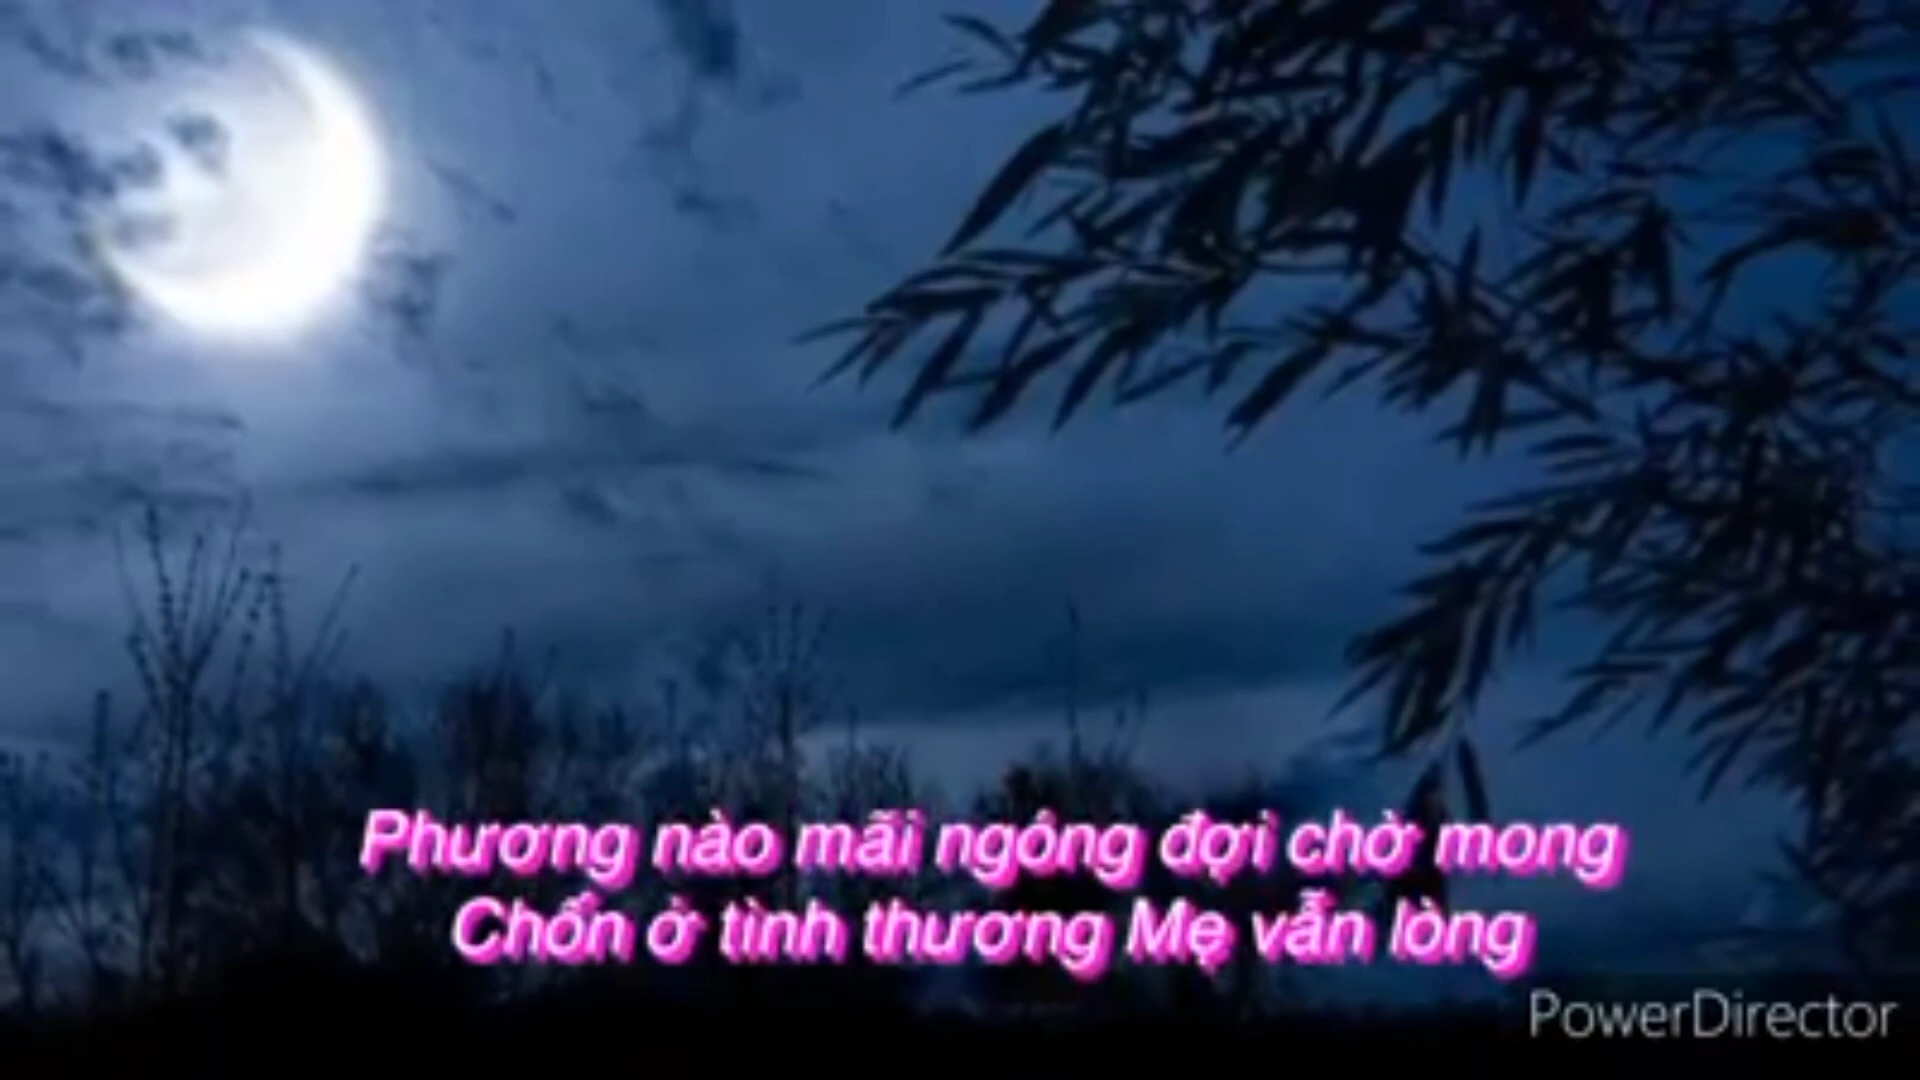 Phương nào mãi ngóng đợi chờ mong
Chốn ở tình thương Mẹ vẫn lòng
PowerDirector